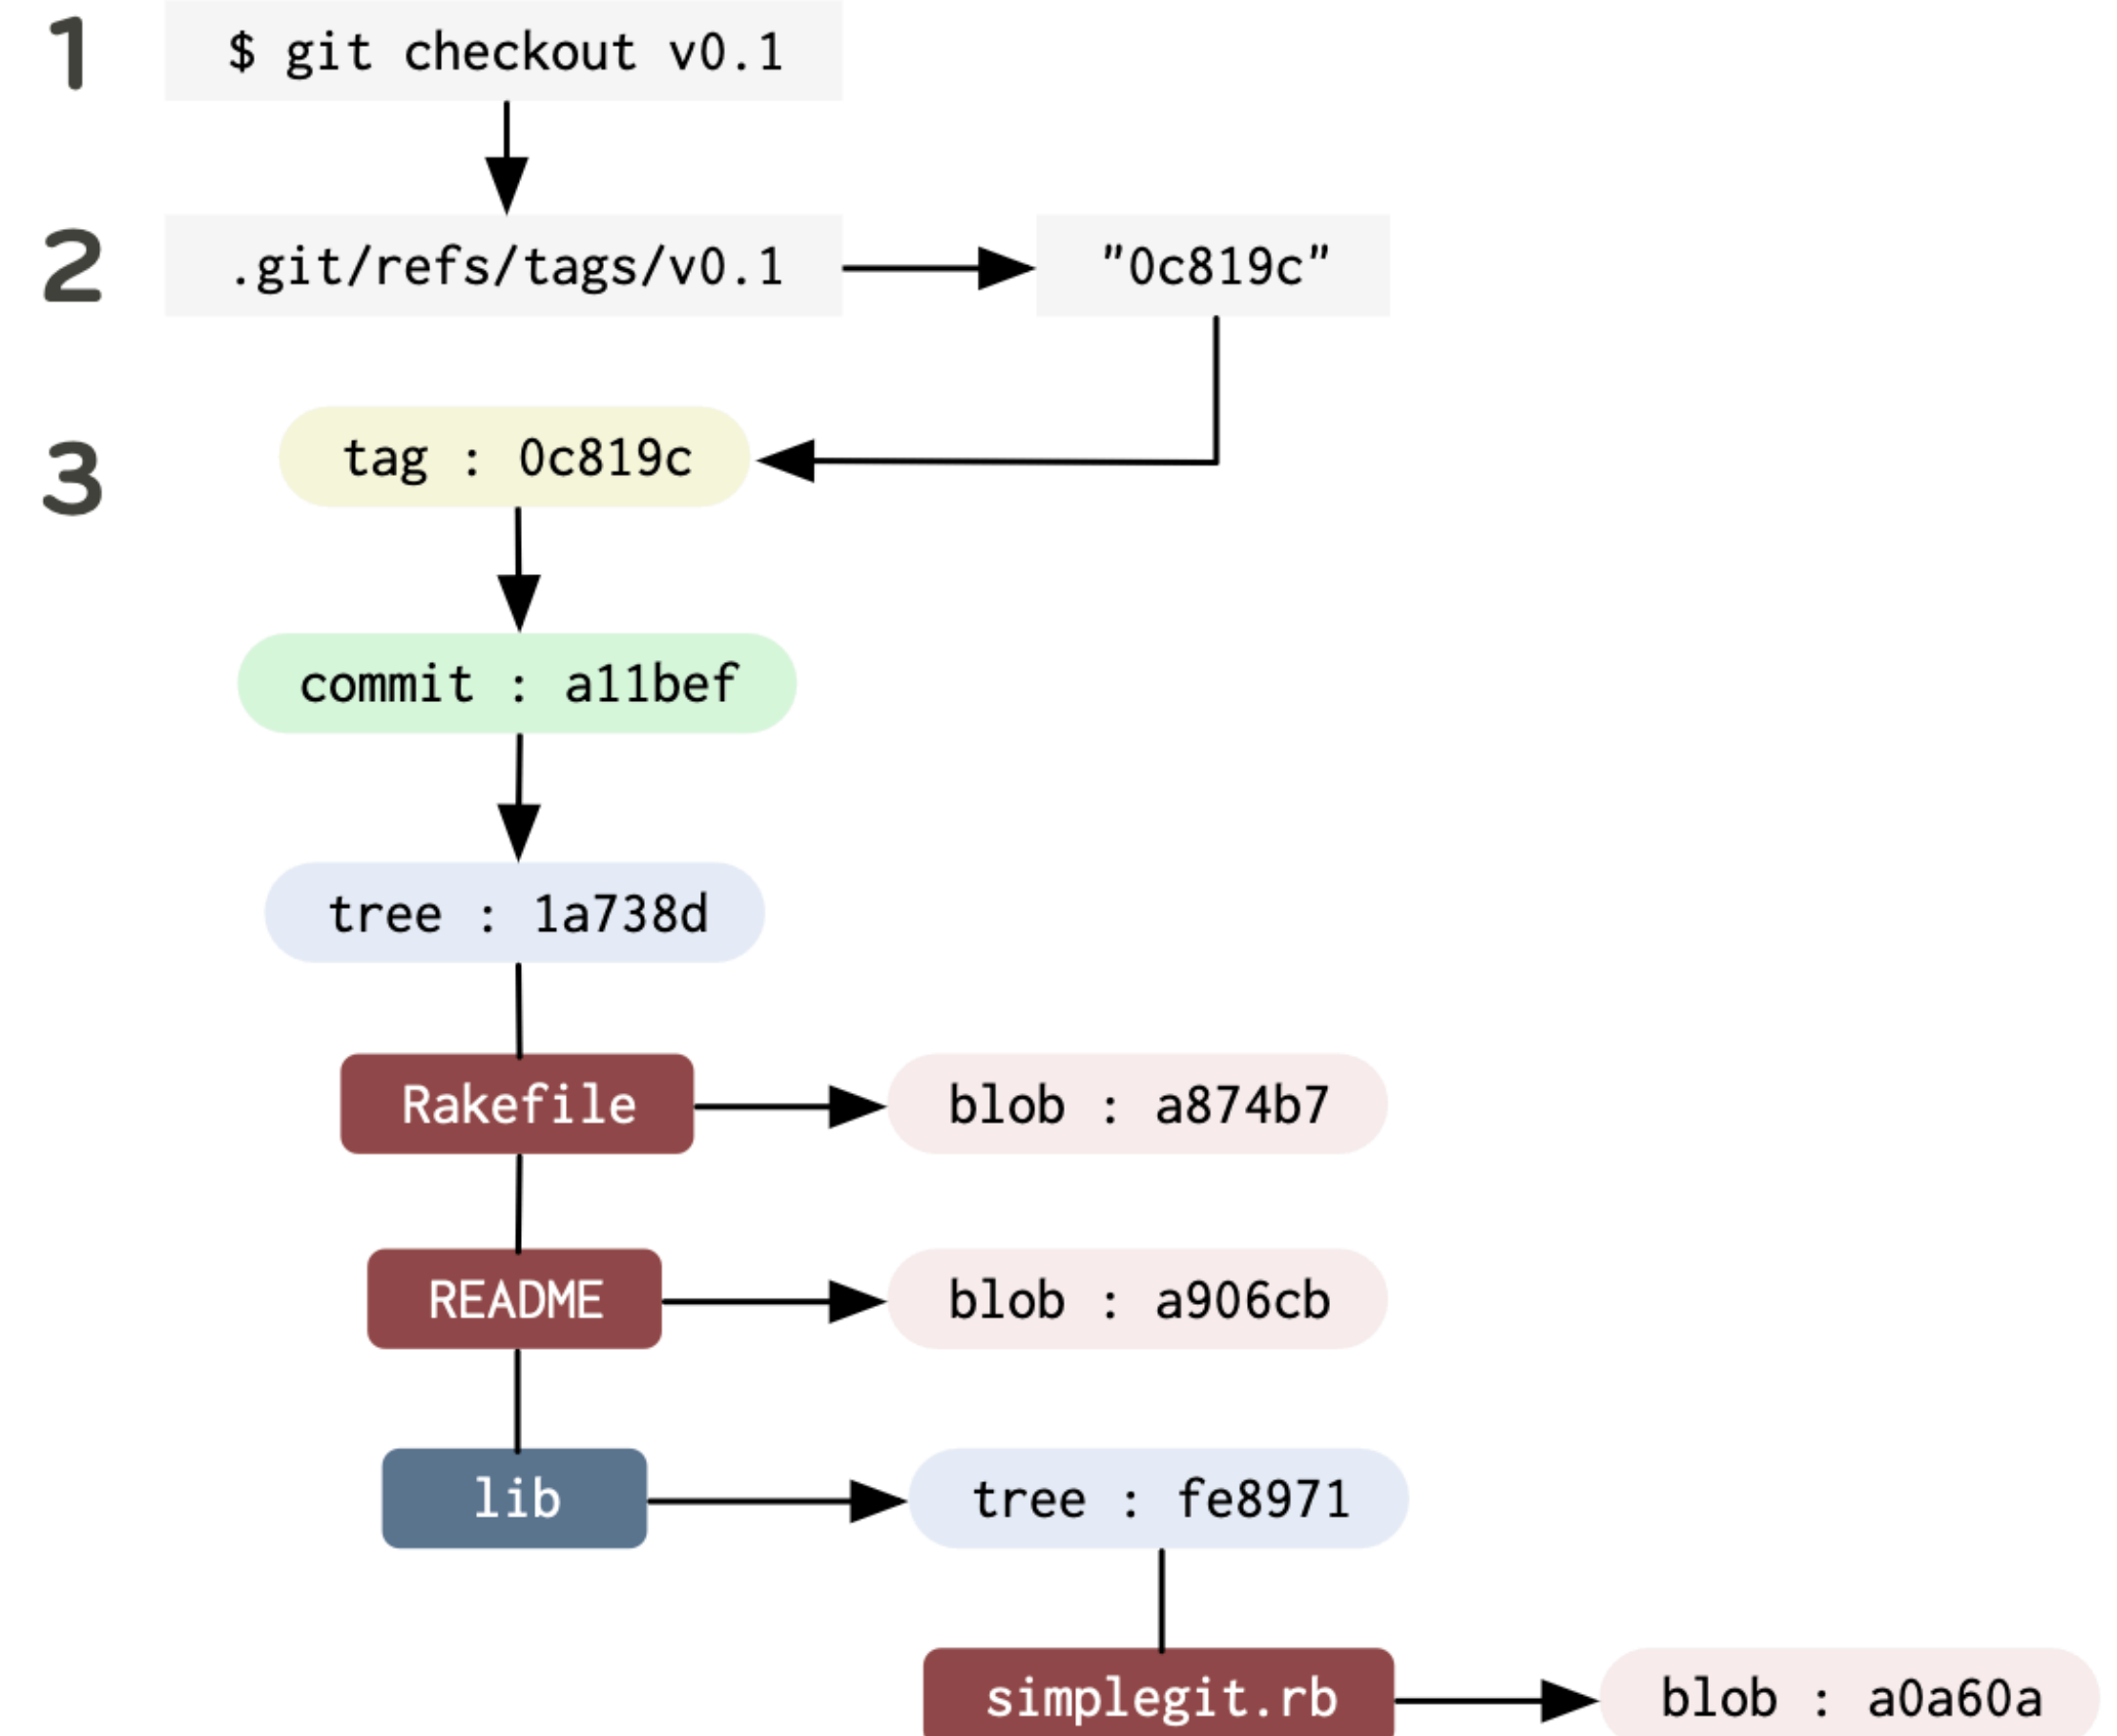 1
$ git checkout v0.1
2
.git/refs/tags/v0.1
"0c819c"
3
tag : 0c819c
commit : a11bef
tree : 1a738d
Rakefile
blob : a874b7
README
blob : a906cb
lib
tree : fe8971
simplegit.rb
blob : a0a60a